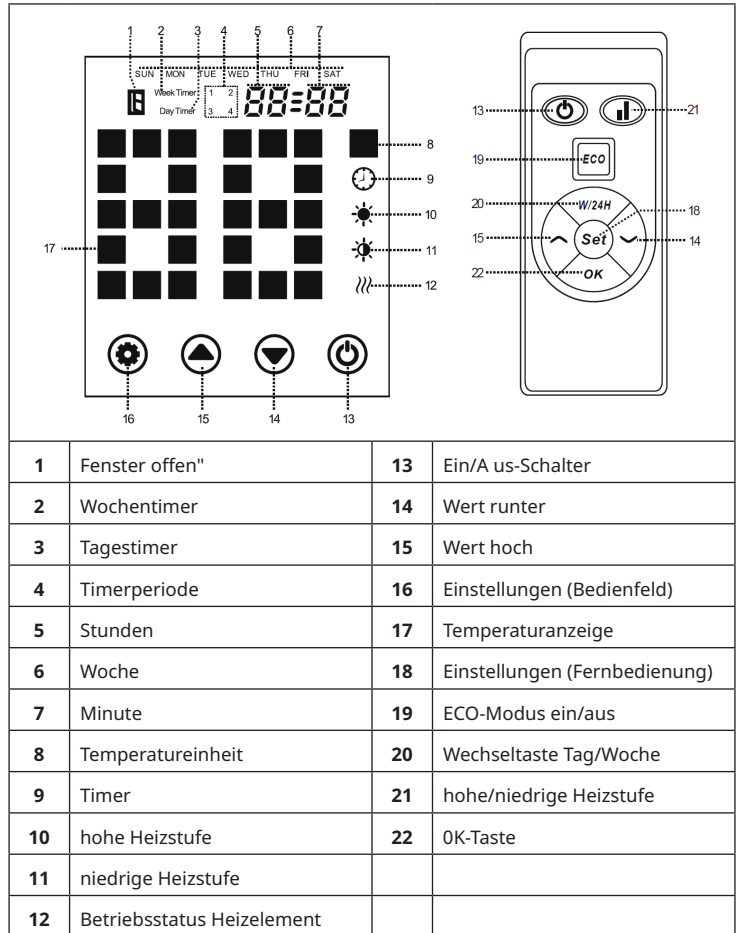 1 2 3 4 5 6 7
SUN MON TUE WED THU FRI SAT
Week Timer 1 2 88:88
Day Timer 3 4
8
9
10
11
12
17
16 15 14 13
13 21
19 ECO
20 W/24H 18
15 Set 14
22 OK
1 Fenster offen" 13 Ein/A us-Schalter
2 Wochentimer 14 Wert runter
3 Tagestimer 15 Wert hoch
4 Timerperiode 16 Einstellungen (Bedienfeld)
5 Stunden 17 Temperaturanzeige
6 Woche 18 Einstellungen (Fernbedienung)
7 Minute 19 ECO-Modus ein/aus
8 Temperatureinheit 20 Wechseltaste Tag/Woche
9 Timer 21 hohe/niedrige Heizstufe
10 hohe Heizstufe 22 0K-Taste
11 niedrige Heizstufe
12 Betriebsstatus Heizelement